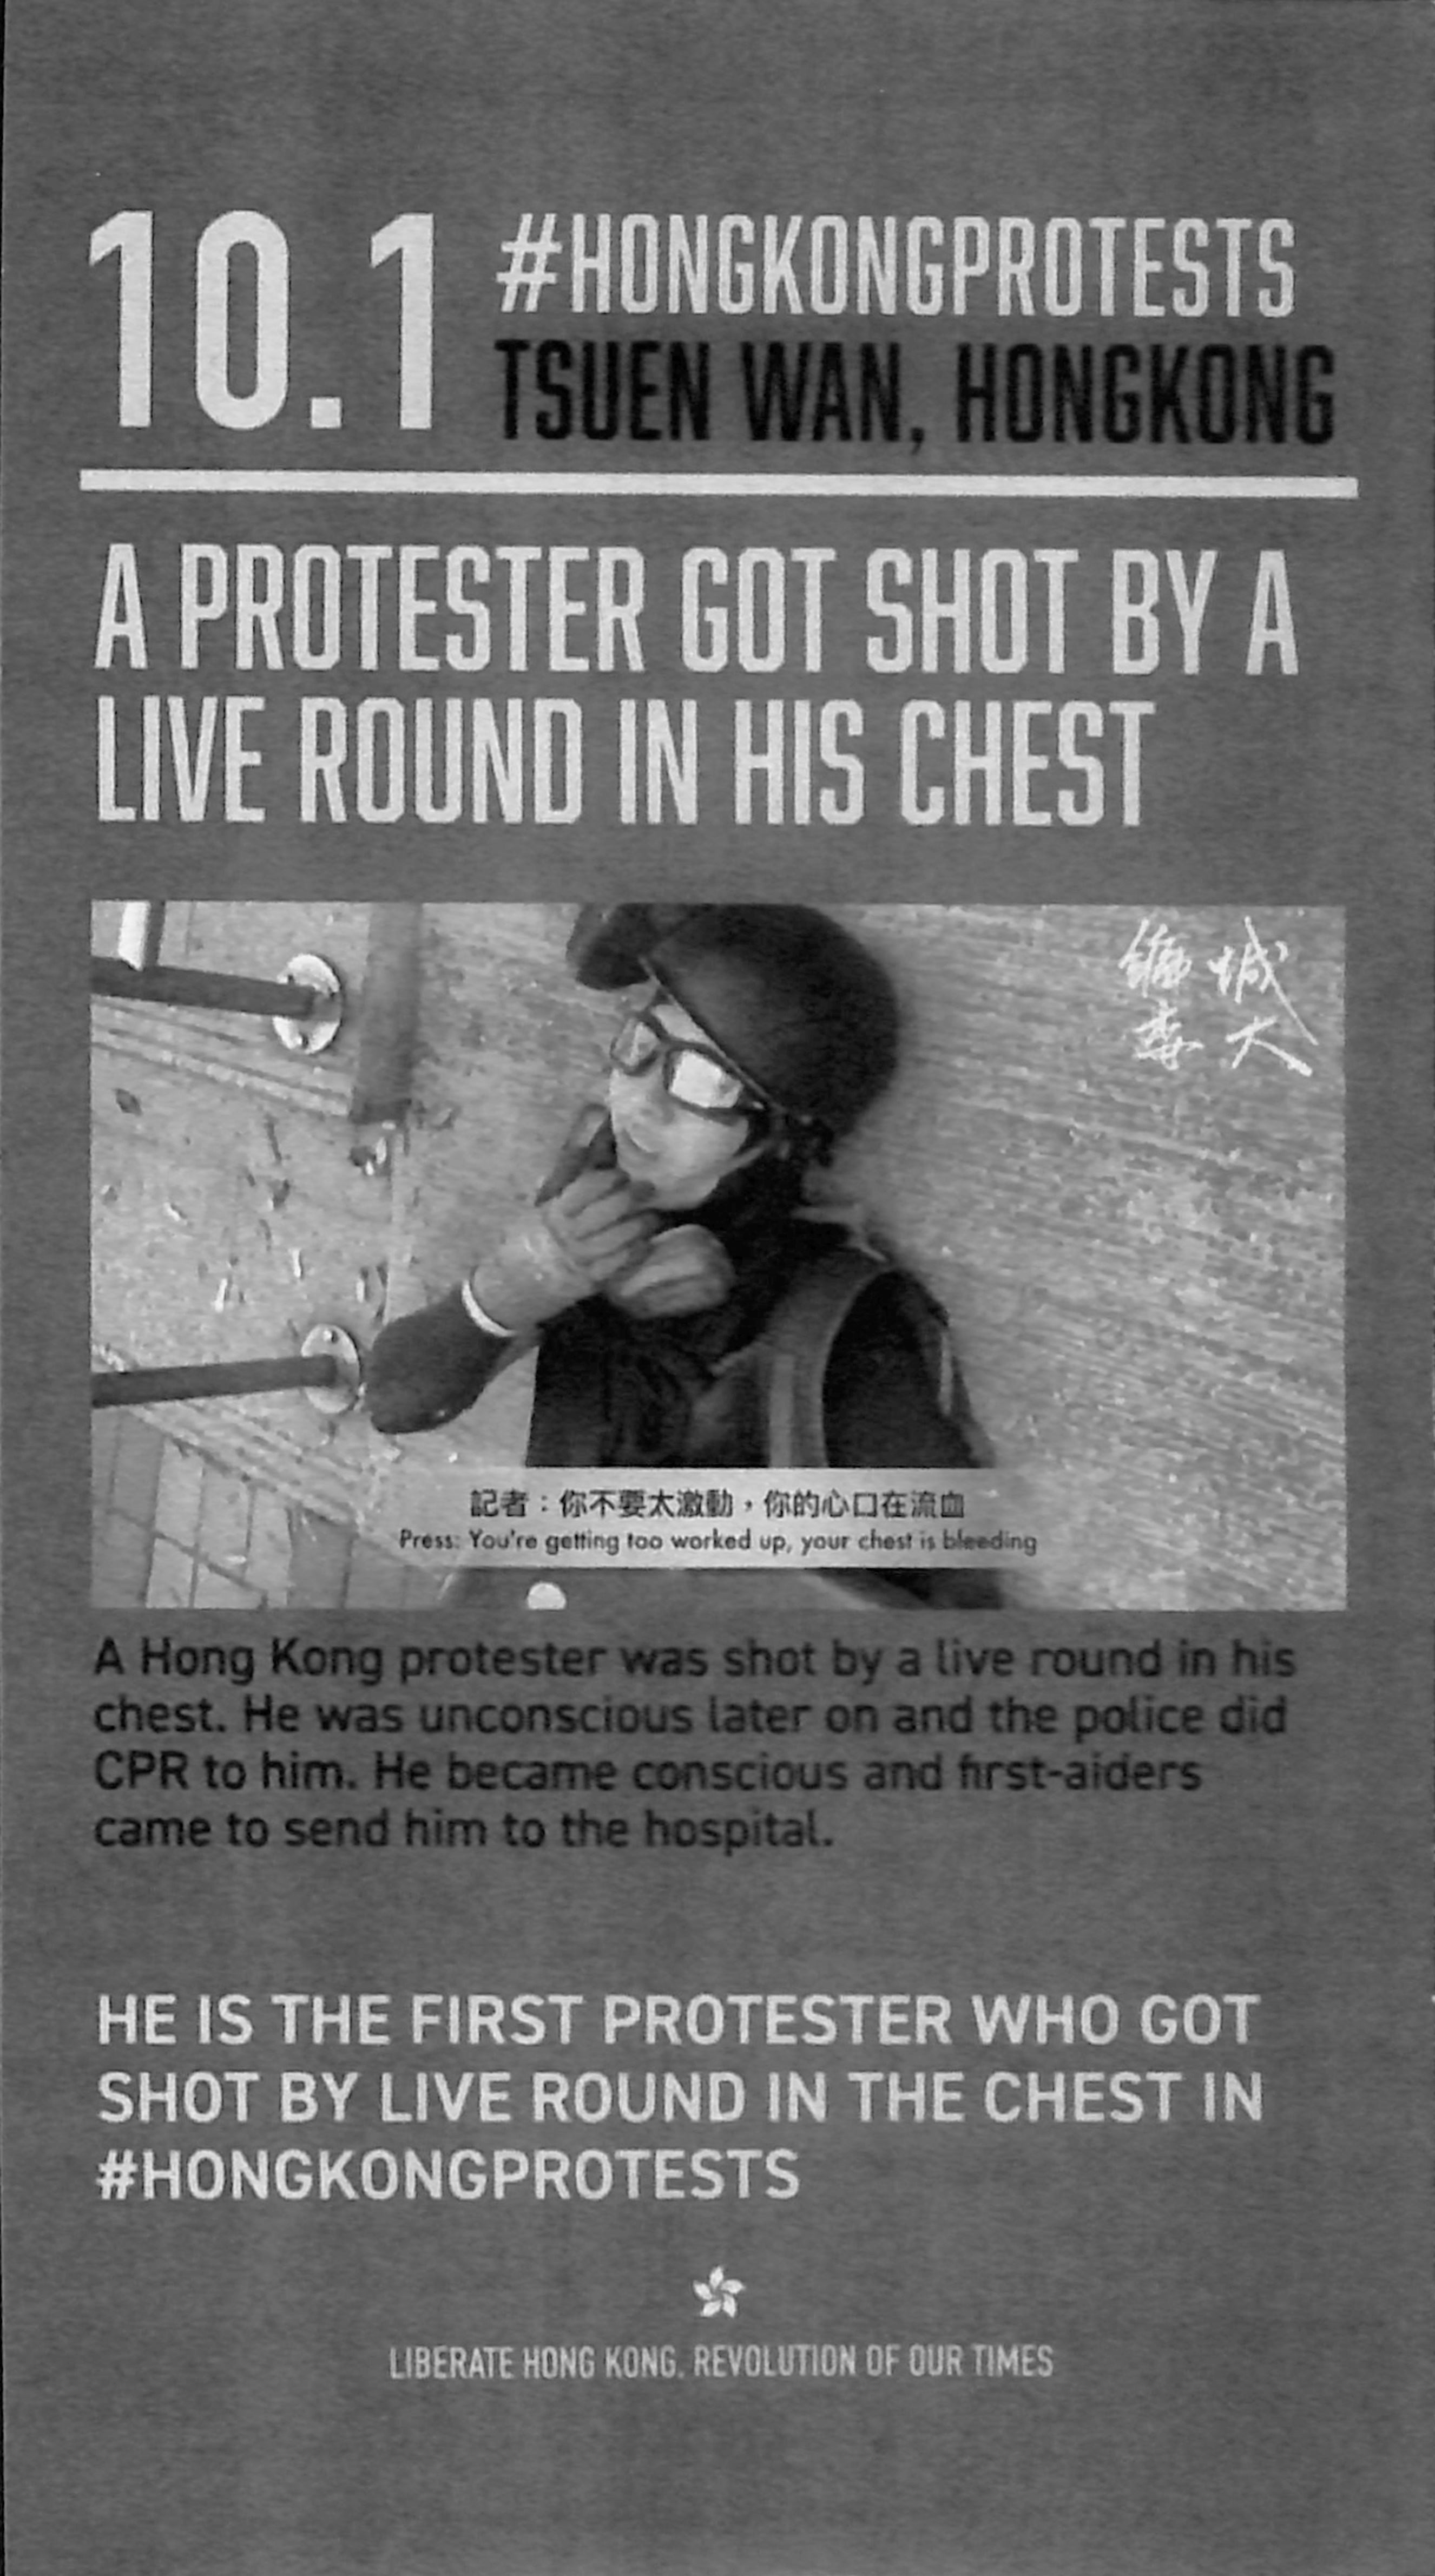 10.1
#HONGKONGPROTESTS
TSUEN WAN, HONGKONG
A PROTESTER GOT SHOT BY A
LIVE ROUND IN HIS CHEST
城大
編委
記者：你不要太激動，你的心口在流血
Press: You're getting too worked up, your chest is bleeding
A Hong Kong protester was shot by a live round in his
chest. He was unconscious later on and the police did
CPR to him. He became conscious and first-aiders
came to send him to the hospital.
HE IS THE FIRST PROTESTER WHO GOT
SHOT BY LIVE ROUND IN THE CHEST IN
#HONGKONGPROTESTS
LIBERATE HONG KONG, REVOLUTION OF OUR TIMES